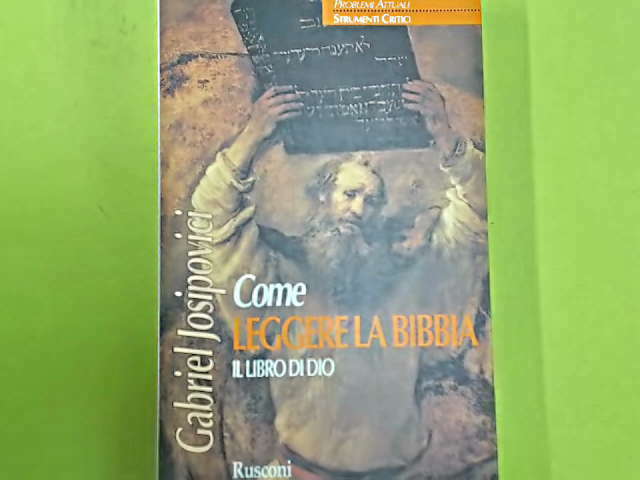 PROBLEMI ATTUALI
STRUMENTI CRITICI
Gabriel Josipovici
Come
LEGGERE LA BIBBIA
IL LIBRO DI DIO
Rusconi